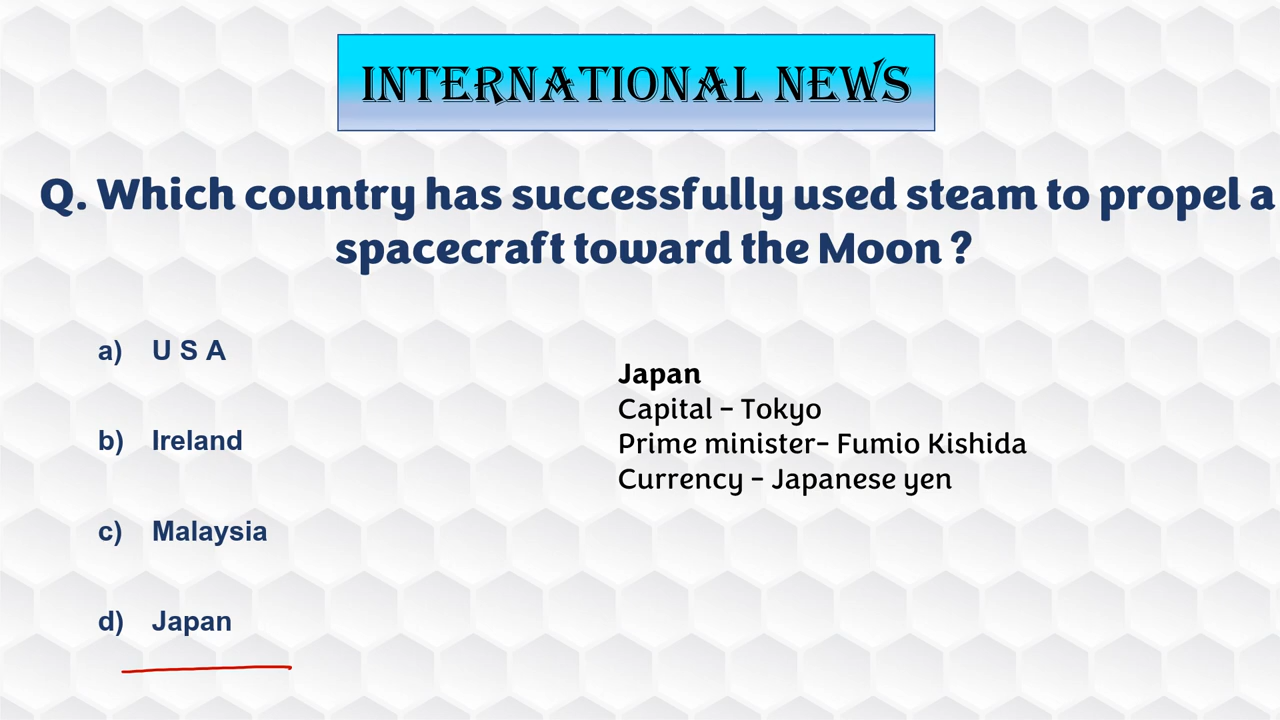 INTERNATIONAL NEWS
Q. Which country has successfully used steam to propel a
spacecraft toward the Moon ?
a) U S A
b) Ireland
c) Malaysia
d) Japan
Japan
Capital – Tokyo
Prime minister– Fumio Kishida
Currency – Japanese yen